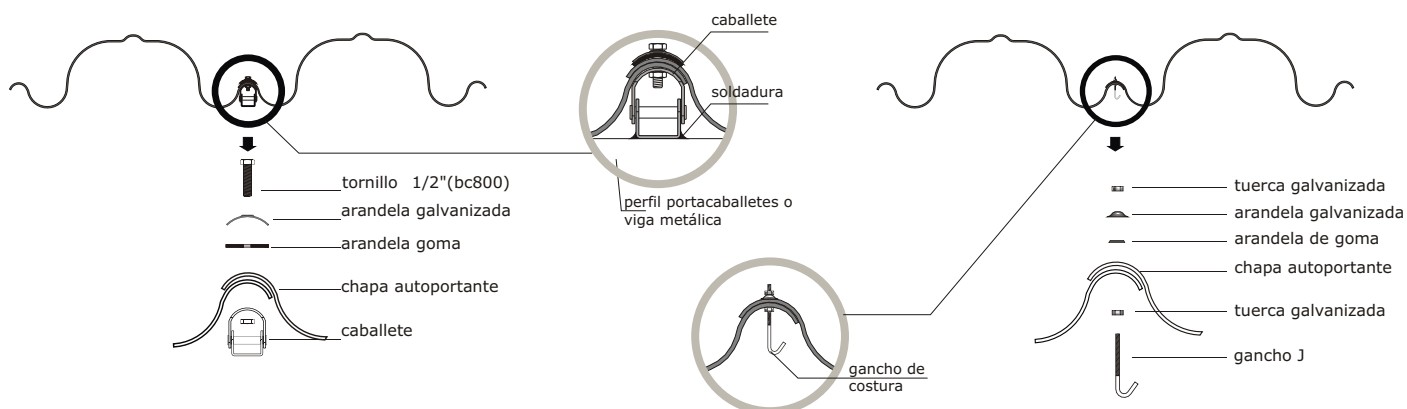 caballete
soldadura
perfil portacaballetes o
viga metálica
tornillo 1/2"(bc800)
arandela galvanizada
arandela goma
chapa autoportante
caballete
gancho de
costura
tuerca galvanizada
arandela galvanizada
arandela de goma
chapa autoportante
tuerca galvanizada
gancho J